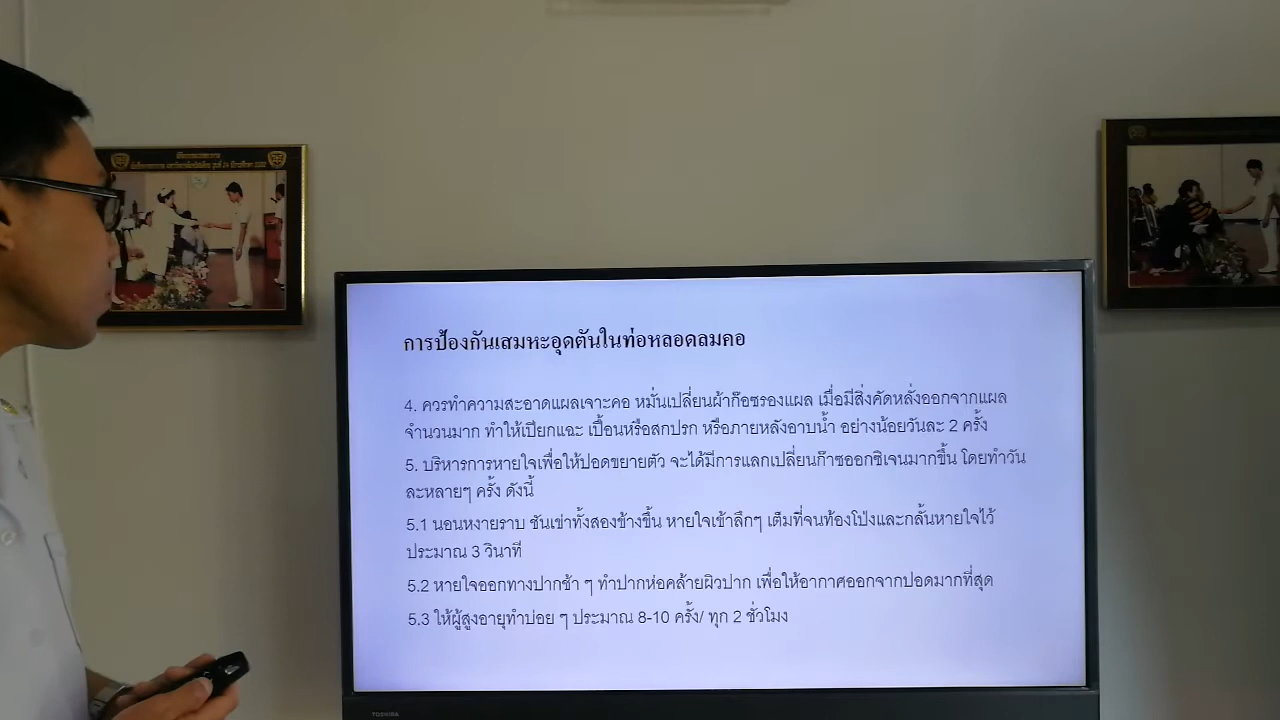 การป้องกันเสมหะอุดตันในท่อหลอดลมคอ
4. ควรทำความสะอาดแผลเจาะคอ หมั่นเปลี่ยนผ้าก๊อซรองแผล เมื่อมีสิ่งคัดหลั่งออกจากแผล
จำนวนมาก ทำให้เปียกแฉะ เปื้อนหรือสกปรก หรือภายหลังอาบน้ำ อย่างน้อยวันละ 2 ครั้ง
5. บริหารการหายใจเพื่อให้ปอดขยายตัว จะได้มีการแลกเปลี่ยนก๊าซออกซิเจนมากขึ้น โดยทำวัน
ละหลายๆ ครั้ง ดังนี้
5.1 นอนหงายราบ ชันเข่าทั้งสองข้างขึ้น หายใจเข้าลึกๆ เต็มที่จนท้องโป่งและกลั้นหายใจไว้
ประมาณ 3 วินาที
5.2 หายใจออกทางปากช้า ๆ ทำปากห่อคล้ายผิวปาก เพื่อให้อากาศออกจากปอดมากที่สุด
5.3 ให้ผู้สูงอายุทำบ่อย ๆ ประมาณ 8-10 ครั้ง/ ทุก 2 ชั่วโมง
TOSHIBA